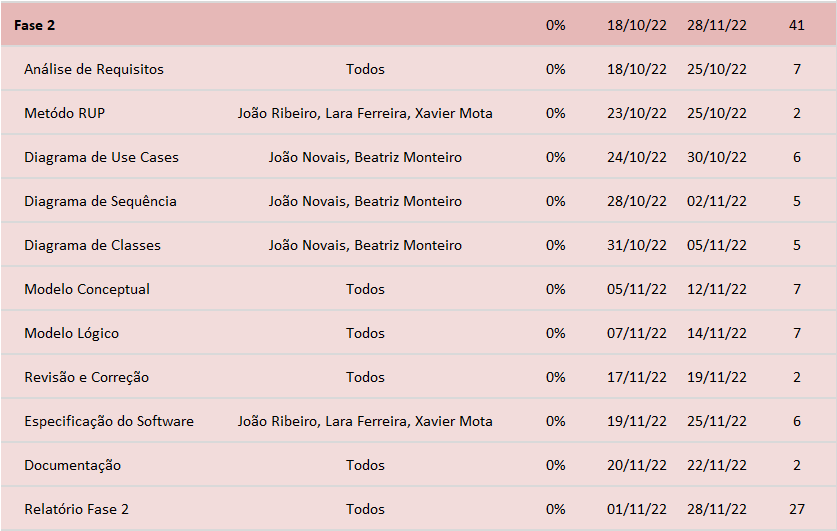 Fase 2 0% 18/10/22 28/11/22 41
Análise de Requisitos Todos 0% 18/10/22 25/10/22 7
Metódo RUP João Ribeiro, Lara Ferreira, Xavier Mota 0% 23/10/22 25/10/22 2
Diagrama de Use Cases João Novais, Beatriz Monteiro 0% 24/10/22 30/10/22 6
Diagrama de Sequência João Novais, Beatriz Monteiro 0% 28/10/22 02/11/22 5
Diagrama de Classes João Novais, Beatriz Monteiro 0% 31/10/22 05/11/22 5
Modelo Conceptual Todos 0% 05/11/22 12/11/22 7
Modelo Lógico Todos 0% 07/11/22 14/11/22 7
Revisão e Correção Todos 0% 17/11/22 19/11/22 2
Especificação do Software João Ribeiro, Lara Ferreira, Xavier Mota 0% 19/11/22 25/11/22 6
Documentação Todos 0% 20/11/22 22/11/22 2
Relatório Fase 2 Todos 0% 01/11/22 28/11/22 27